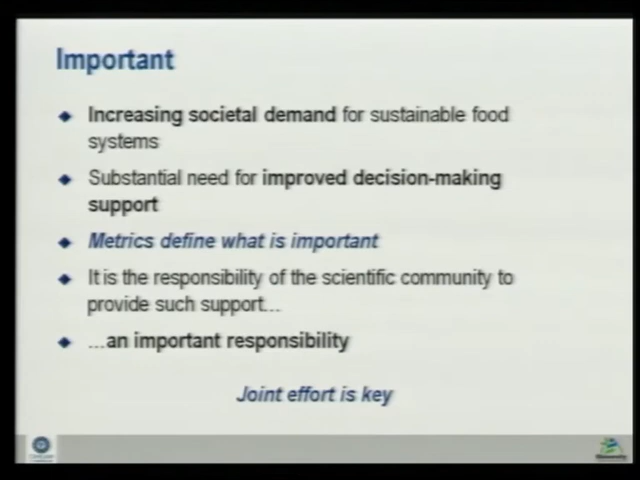 Important
◆ Increasing societal demand for sustainable food
systems
◆ Substantial need for improved decision-making
support
◆ Metrics define what is important
◆ It is the responsibility of the scientific community to
provide such support...
◆ ...an important responsibility
Joint effort is key